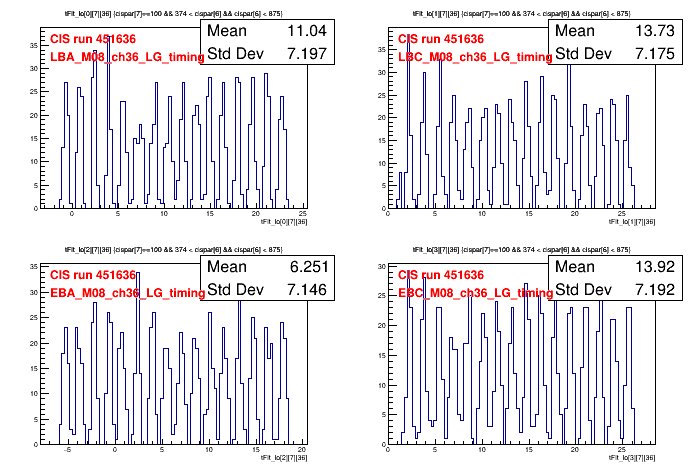 tFit_lo[0][7][36] {cispar[7]==100 && 374 < cispar[6] && cispar[6] < 875}
CIS run 451636
LBA_M08_ch36_LG_timing
Mean 11.04
Std Dev 7.197
35
30
25
20
15
10
5
0
0 5 10 15 20 25
tFit_lo[0][7][36]
tFit_lo[1][7][36] {cispar[7]==100 && 374 < cispar[6] && cispar[6] < 875}
CIS run 451636
LBC_M08_ch36_LG_timing
Mean 13.73
Std Dev 7.175
35
30
25
20
15
10
5
0
0 5 10 15 20 25
tFit_lo[1][7][36]
tFit_lo[2][7][36] {cispar[7]==100 && 374 < cispar[6] && cispar[6] < 875}
CIS run 451636
EBA_M08_ch36_LG_timing
Mean 6.251
Std Dev 7.146
35
30
25
20
15
10
5
0
-5 0 5 10 15 20
tFit_lo[2][7][36]
tFit_lo[3][7][36] {cispar[7]==100 && 374 < cispar[6] && cispar[6] < 875}
CIS run 451636
EBC_M08_ch36_LG_timing
Mean 13.92
Std Dev 7.192
30
25
20
15
10
5
0
0 5 10 15 20 25
tFit_lo[3][7][36]